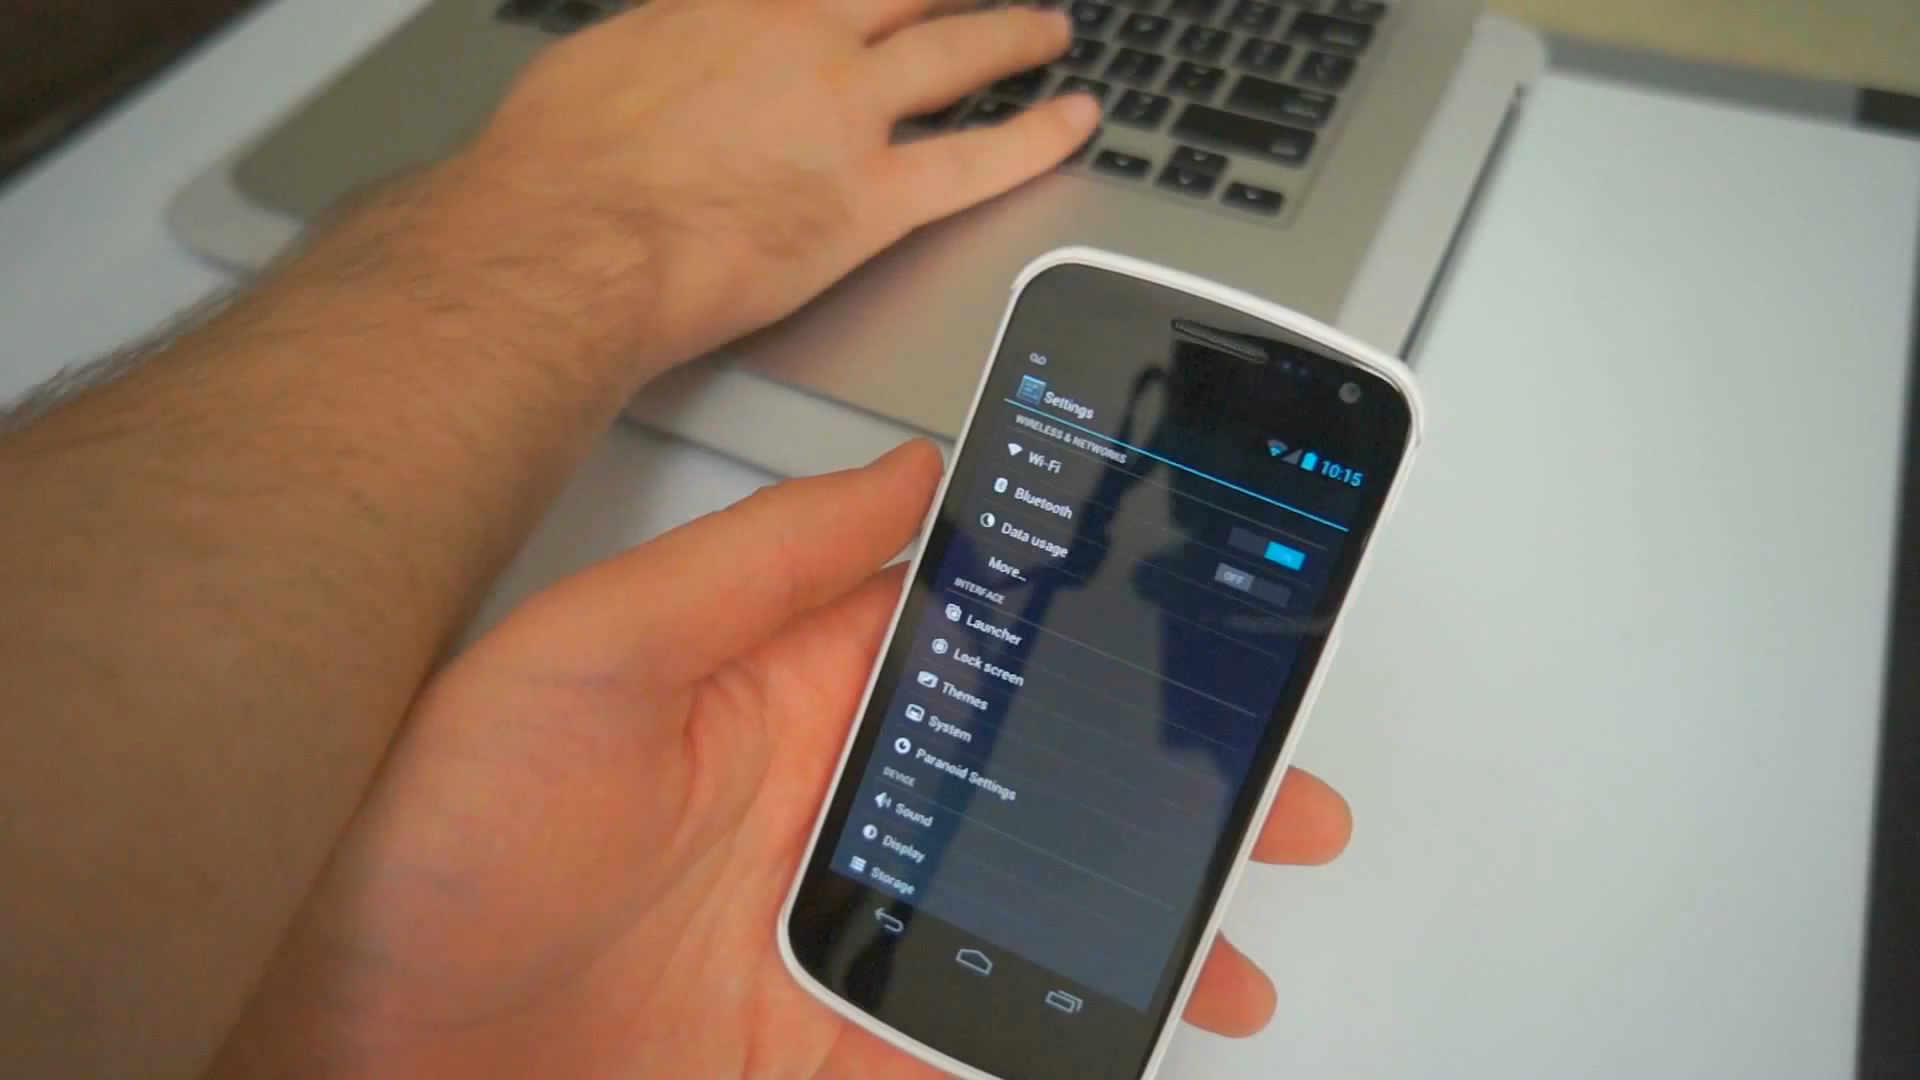 10:15
Settings
WIRELESS & NETWORKS
Wi-Fi
Bluetooth
OFF
Data usage
More...
INTERFACE
Launcher
Lock screen
Themes
System
Paranoid Settings
DEVICE
Sound
Display
Storage